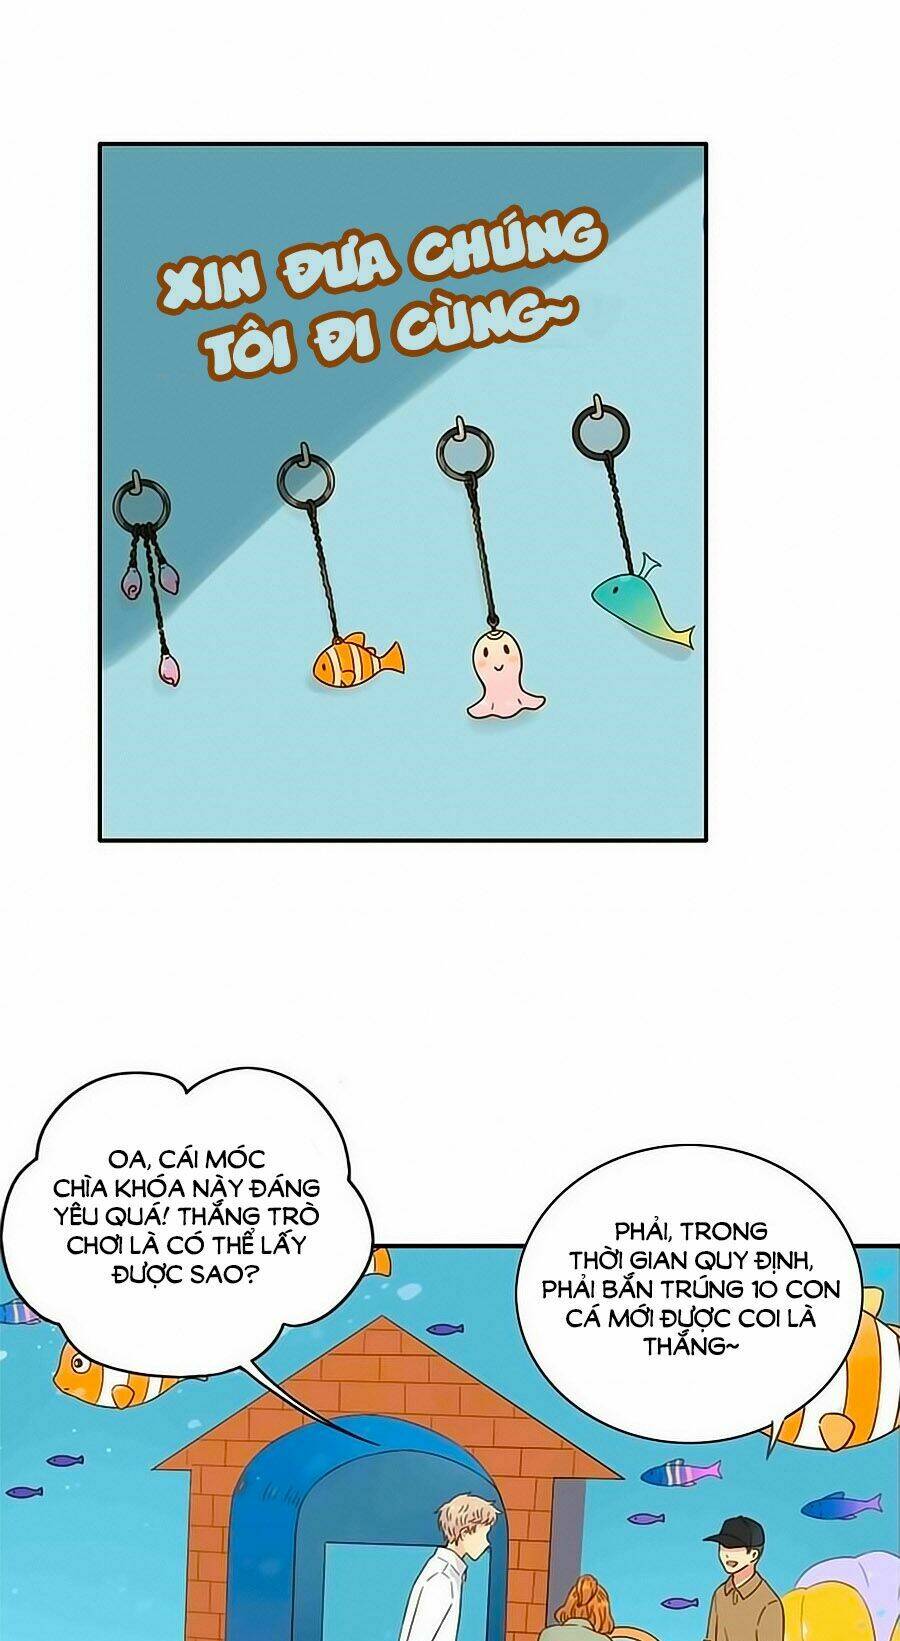 XIN ĐƯA CHÚNG
TÔI ĐI CÙNG~
OA, CÁI MÓC
CHÌA KHÓA NÀY ĐÁNG
YÊU QUÁ! THẮNG TRÒ
CHƠI LÀ CÓ THỂ LẤY
ĐƯỢC SAO?
PHẢI, TRONG
THỜI GIAN QUY ĐỊNH,
PHẢI BẮN TRÚNG 10 CON
CÁ MỚI ĐƯỢC COI LÀ
THẮNG~